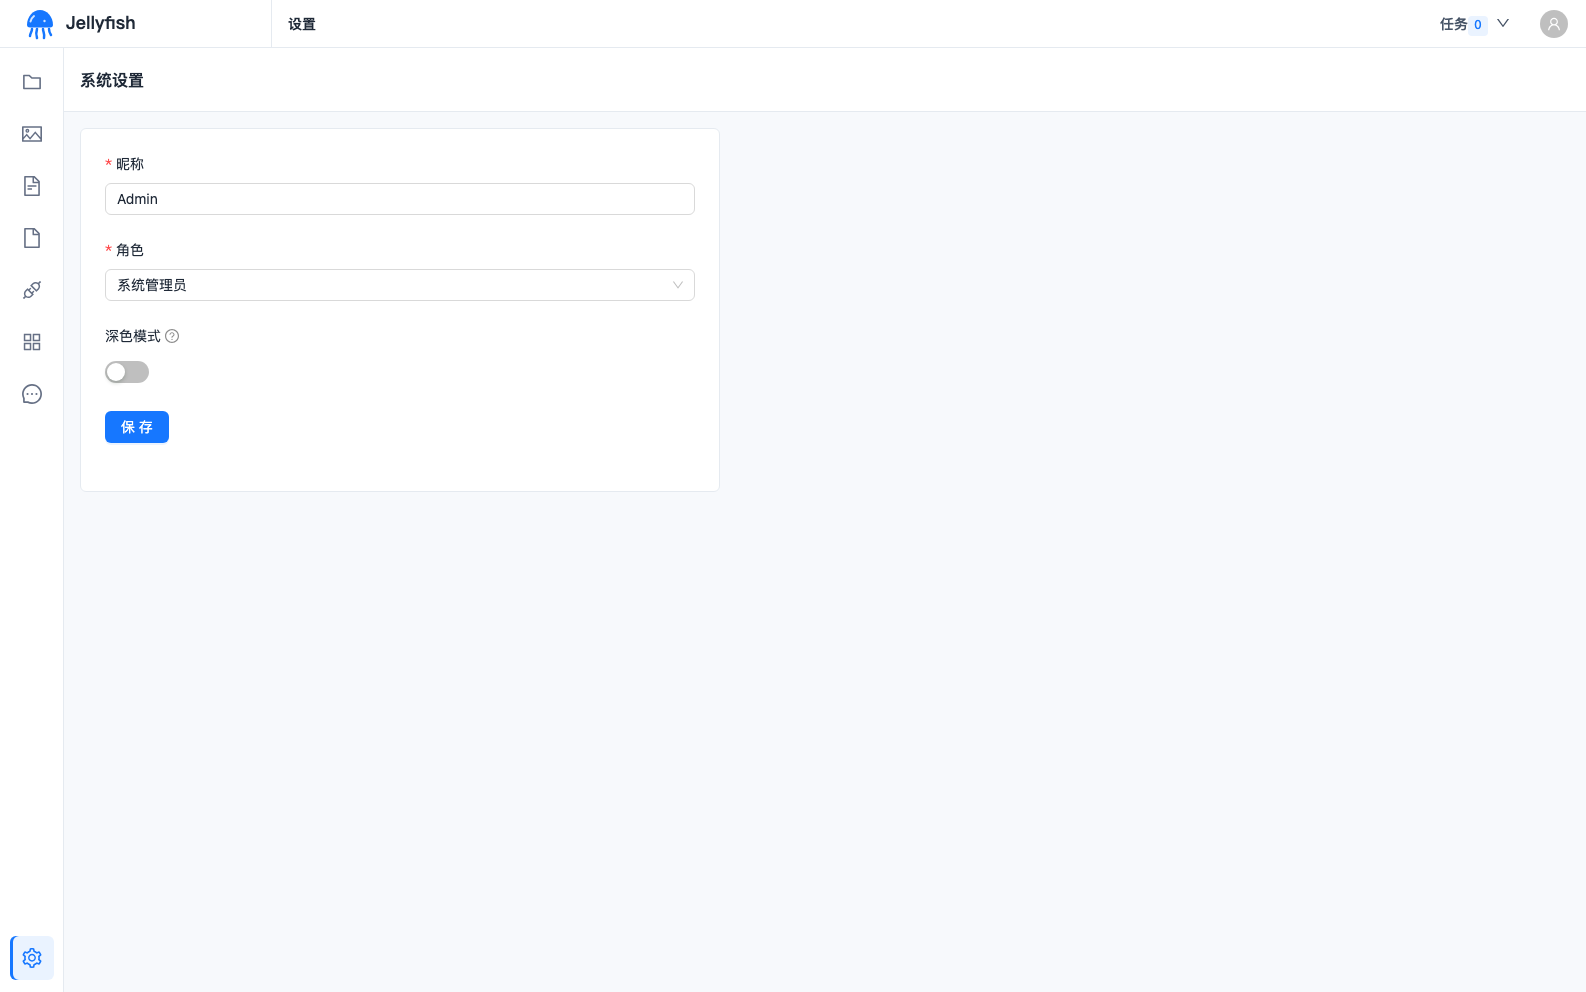 Jellyfish
设置
任务 0
系统设置
* 昵称
Admin
* 角色
系统管理员
深色模式
保存